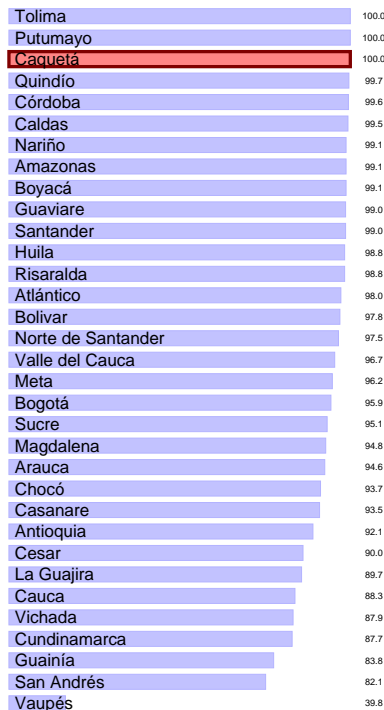 Tolima 100.0
Putumayo 100.0
Caquetá 100.0
Quindío 99.7
Córdoba 99.6
Caldas 99.5
Nariño 99.1
Amazonas 99.1
Boyacá 99.1
Guaviare 99.0
Santander 99.0
Huila 98.8
Risaralda 98.8
Atlántico 98.0
Bolivar 97.8
Norte de Santander 97.5
Valle del Cauca 96.7
Meta 96.2
Bogotá 95.9
Sucre 95.1
Magdalena 94.8
Arauca 94.6
Chocó 93.7
Casanare 93.5
Antioquia 92.1
Cesar 90.0
La Guajira 89.7
Cauca 88.3
Vichada 87.9
Cundinamarca 87.7
Guainía 83.8
San Andrés 82.1
Vaupés 39.8